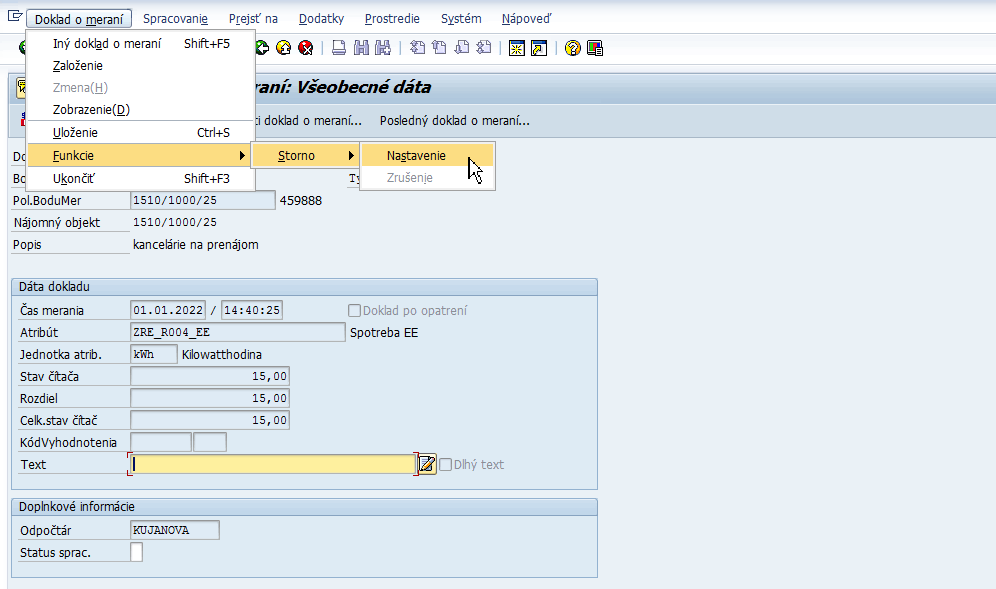 Doklad o meraní Spracovanie Prejsť na Dodatky Prostredie Systém Nápoveď
Iný doklad o meraní Shift+F5
Založenie
Zmena(H)
Zobrazenie(D)
Uloženie Ctrl+S
Funkcie
Ukončiť Shift+F3
Storno
Nastavenie
Zrušenie
raní: Všeobecné dáta
ci doklad o meraní... Posledný doklad o meraní...
Do
Bo
Pol.BoduMer 1510/1000/25 459888
Nájomný objekt 1510/1000/25
Popis kancelárie na prenájom
Dáta dokladu
Čas merania 01.01.2022 / 14:40:25 Doklad po opatrení
Atribút ZRE_R004_EE Spotreba EE
Jednotka atrib. kWh Kilowatthodina
Stav čítača 15,00
Rozdiel 15,00
Celk.stav čítač 15,00
KódVyhodnotenia
Text Dlhý text
Doplnkové informácie
Odpočtár KUJANOVA
Status sprac.